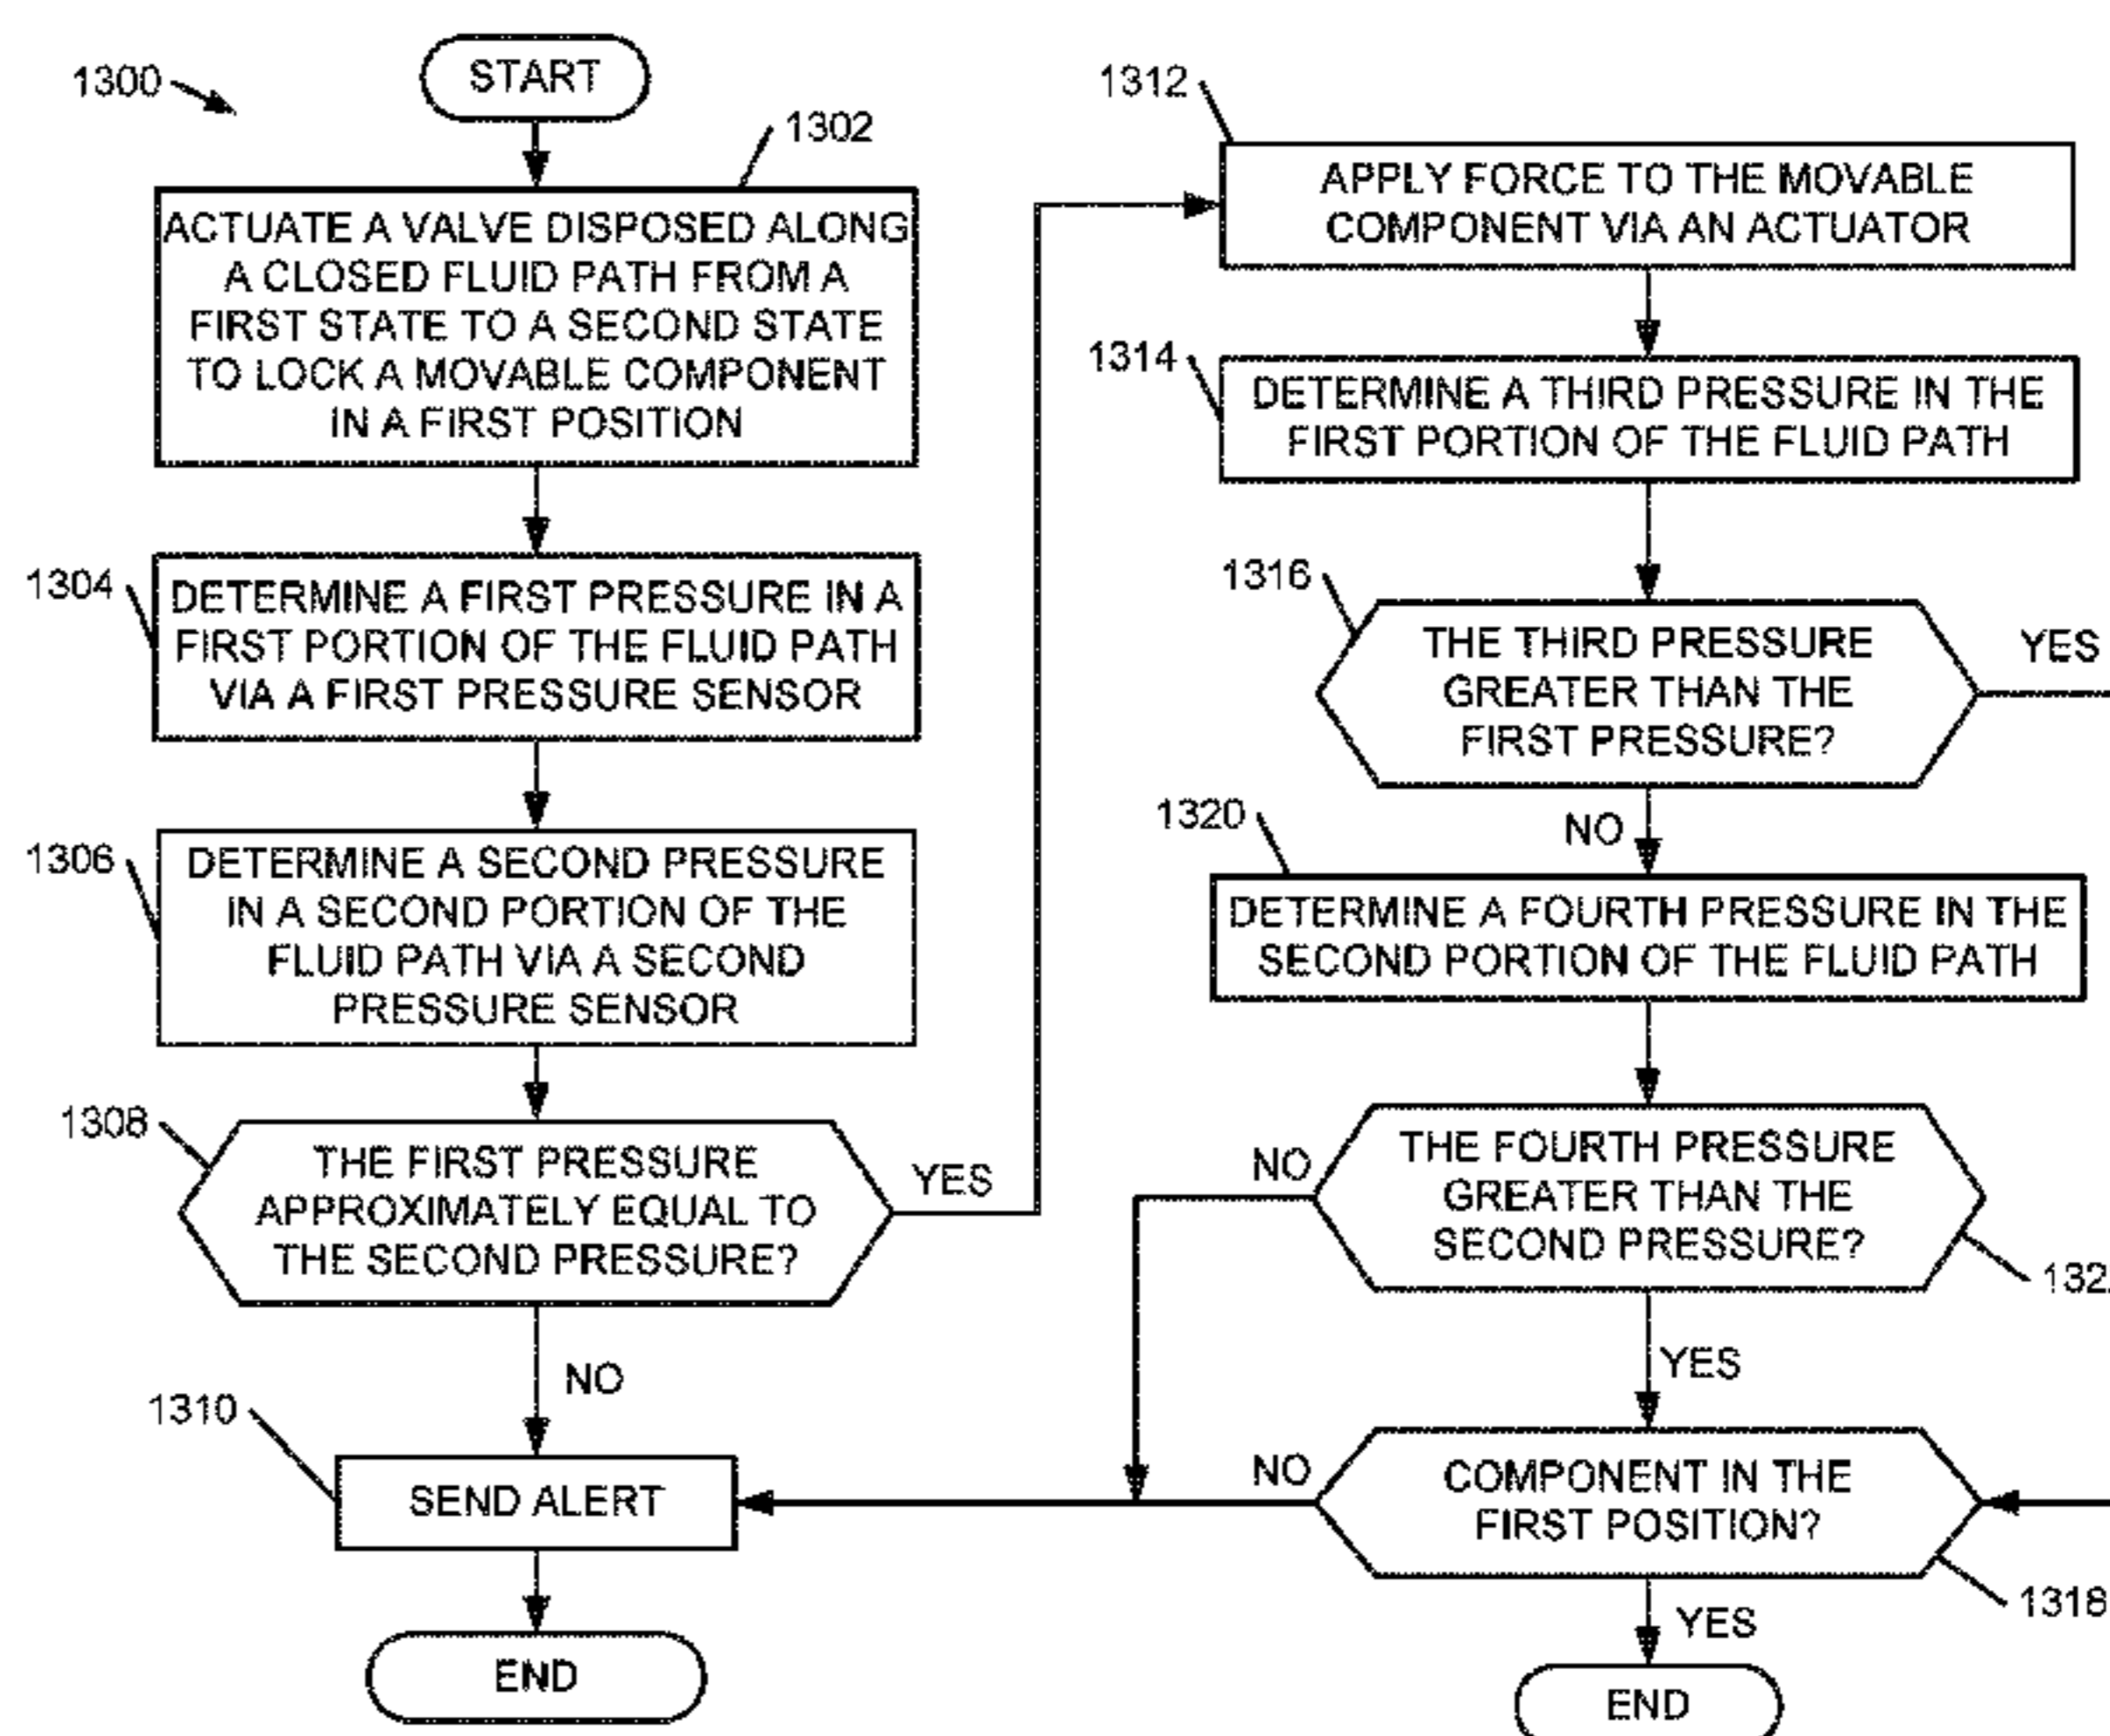 1300
START
1302
ACTUATE A VALVE DISPOSED ALONG
A CLOSED FLUID PATH FROM A
FIRST STATE TO A SECOND STATE
TO LOCK A MOVABLE COMPONENT
IN A FIRST POSITION
1304
DETERMINE A FIRST PRESSURE IN A
FIRST PORTION OF THE FLUID PATH
VIA A FIRST PRESSURE SENSOR
1306
DETERMINE A SECOND PRESSURE
IN A SECOND PORTION OF THE
FLUID PATH VIA A SECOND
PRESSURE SENSOR
1308
THE FIRST PRESSURE
APPROXIMATELY EQUAL TO
THE SECOND PRESSURE?
YES
NO
1310
SEND ALERT
END
1312
APPLY FORCE TO THE MOVABLE
COMPONENT VIA AN ACTUATOR
1314
DETERMINE A THIRD PRESSURE IN THE
FIRST PORTION OF THE FLUID PATH
1316
THE THIRD PRESSURE
GREATER THAN THE
FIRST PRESSURE?
YES
NO
1320
DETERMINE A FOURTH PRESSURE IN THE
SECOND PORTION OF THE FLUID PATH
NO
THE FOURTH PRESSURE
GREATER THAN THE
SECOND PRESSURE?
YES
NO
COMPONENT IN THE
FIRST POSITION?
1318
YES
END